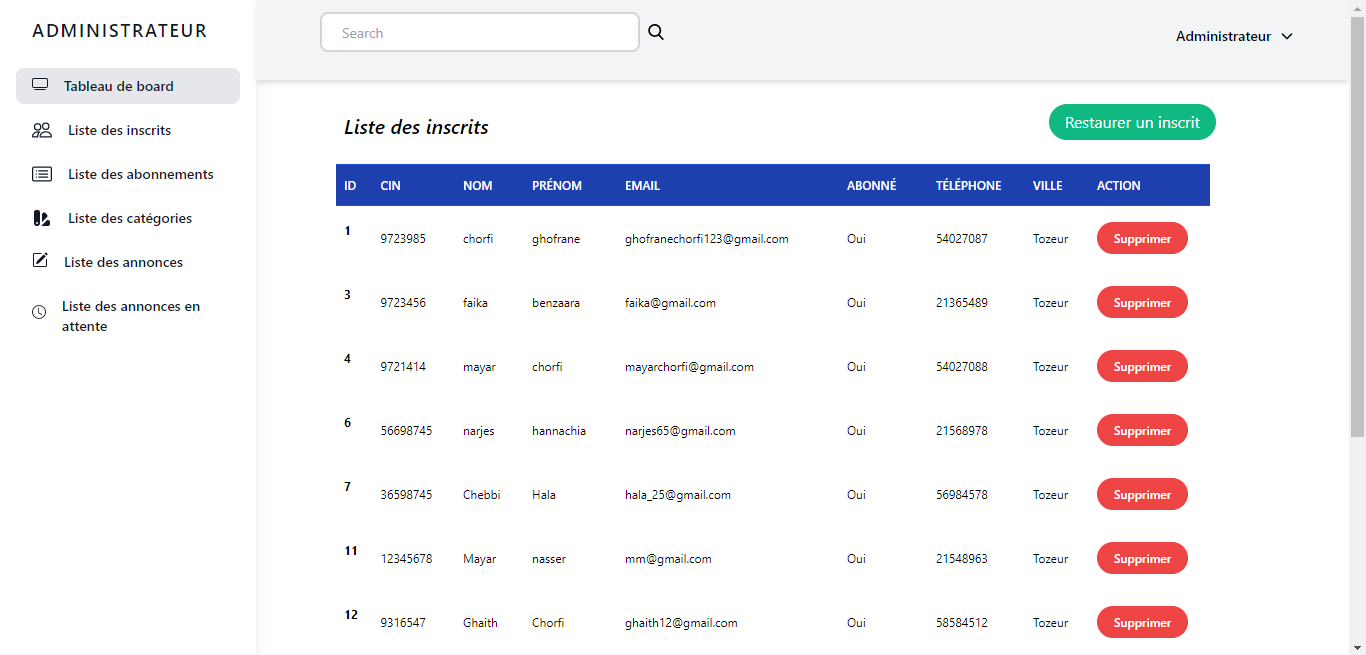 ADMINISTRATEUR
Search
Administrateur
Tableau de board
Liste des inscrits
Liste des abonnements
Liste des catégories
Liste des annonces
Liste des annonces en
attente
Liste des inscrits
Restaurer un inscrit
ID CIN NOM PRÉNOM EMAIL ABONNÉ TÉLÉPHONE VILLE ACTION
1 9723985 chorfi ghofrane ghofranechorfi123@gmail.com Oui 54027087 Tozeur Supprimer
3 9723456 faika benzaara faika@gmail.com Oui 21365489 Tozeur Supprimer
4 9721414 mayar chorfi mayarchorfi@gmail.com Oui 54027088 Tozeur Supprimer
6 56698745 narjes hannachia narjes65@gmail.com Oui 21568978 Tozeur Supprimer
7 36598745 Chebbi Hala hala_25@gmail.com Oui 56984578 Tozeur Supprimer
11 12345678 Mayar nasser mm@gmail.com Oui 21548963 Tozeur Supprimer
12 9316547 Ghaith Chorfi ghaith12@gmail.com Oui 58584512 Tozeur Supprimer